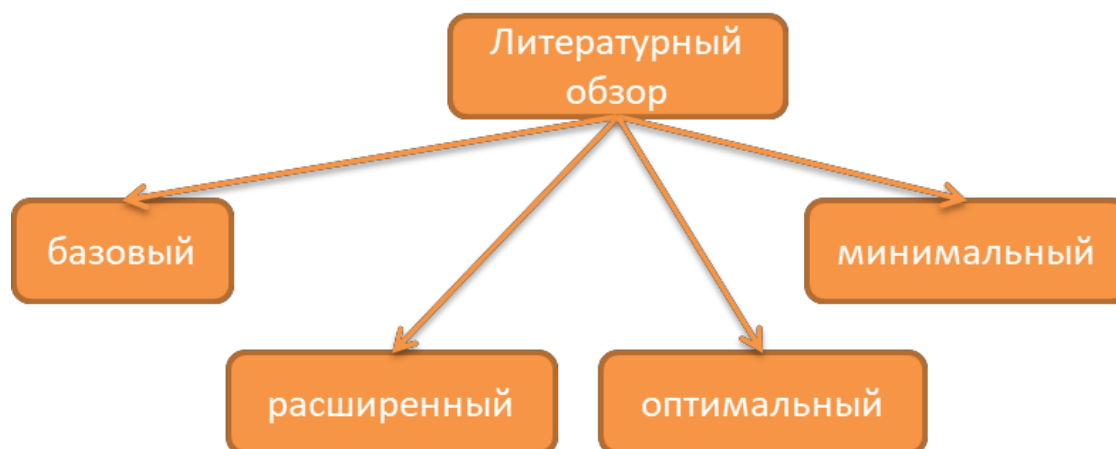 Литературный
обзор
базовый
минимальный
расширенный
оптимальный